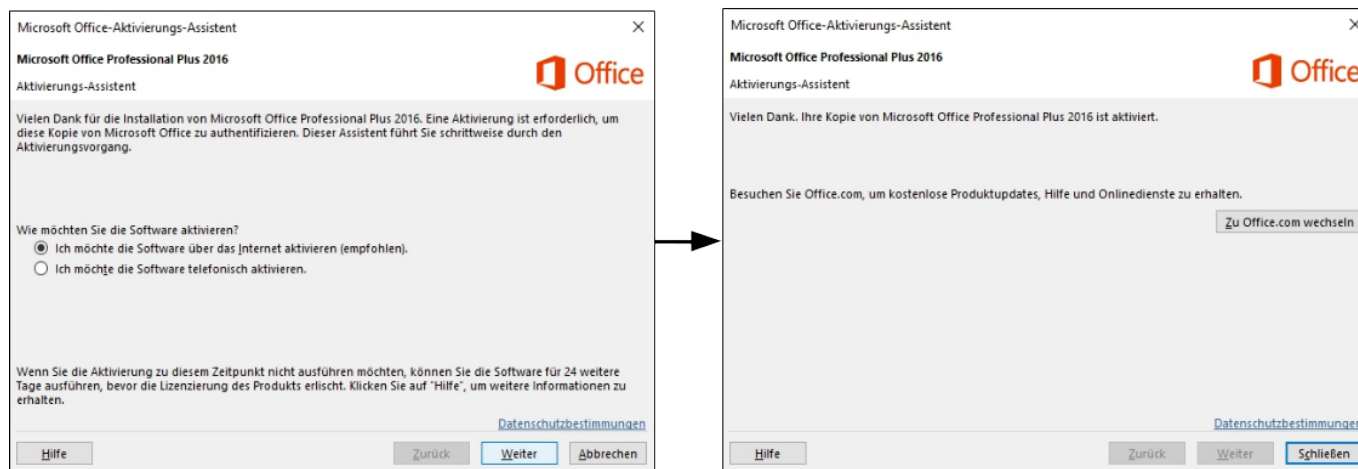 Microsoft Office-Aktivierungs-Assistent
Microsoft Office Professional Plus 2016
Office
Aktivierungs-Assistent
Vielen Dank für die Installation von Microsoft Office Professional Plus 2016. Eine Aktivierung ist erforderlich, um
diese Kopie von Microsoft Office zu authentifizieren. Dieser Assistent führt Sie schrittweise durch den
Aktivierungsvorgang.
Wie möchten Sie die Software aktivieren?
Ich möchte die Software über das Internet aktivieren (empfohlen).
Ich möchte die Software telefonisch aktivieren.
Wenn Sie die Aktivierung zu diesem Zeitpunkt nicht ausführen möchten, können Sie die Software für 24 weitere
Tage ausführen, bevor die Lizenzierung des Produkts erlischt. Klicken Sie auf "Hilfe", um weitere Informationen zu
erhalten.
Datenschutzbestimmungen
Hilfe Zurück Weiter Abbrechen
Microsoft Office-Aktivierungs-Assistent
Microsoft Office Professional Plus 2016
Office
Aktivierungs-Assistent
Vielen Dank. Ihre Kopie von Microsoft Office Professional Plus 2016 ist aktiviert.
Besuchen Sie Office.com, um kostenlose Produktupdates, Hilfe und Onlinedienste zu erhalten.
Zu Office.com wechseln
Datenschutzbestimmungen
Hilfe Zurück Weiter Schließen